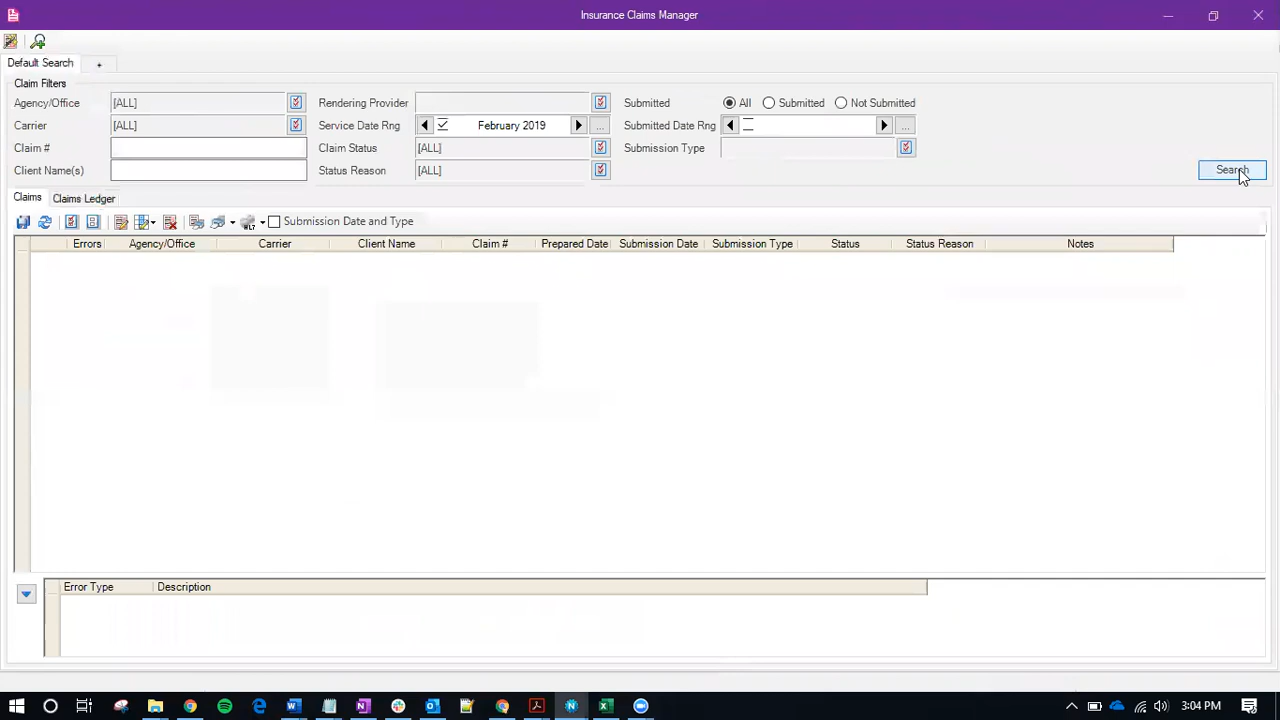 Insurance Claims Manager
Default Search +
Claim Filters
Agency/Office [ALL] Rendering Provider Submitted All Submitted Not Submitted
Carrier [ALL] Service Date Rng February 2019 ... Submitted Date Rng ...
Claim # Claim Status [ALL] Submission Type
Client Name(s) Status Reason [ALL] Search
Claims Claims Ledger
Submission Date and Type
Errors Agency/Office Carrier Client Name Claim # Prepared Date Submission Date Submission Type Status Status Reason Notes
Error Type Description
3:04 PM